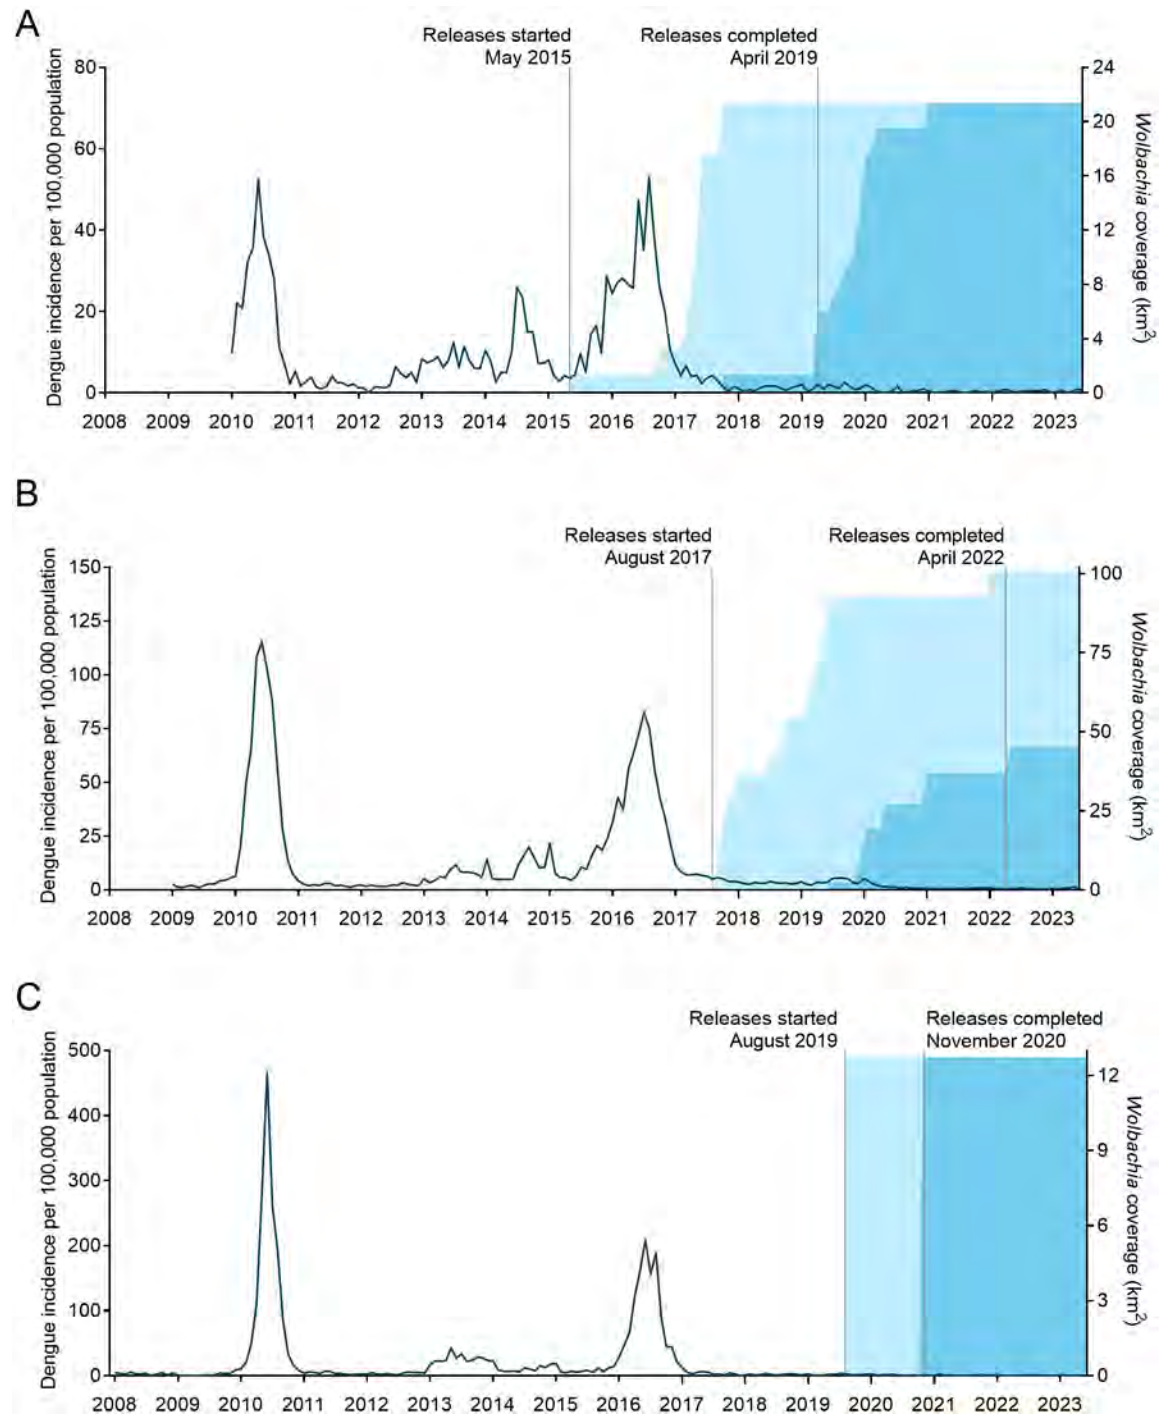 A
Releases started
May 2015
Releases completed
April 2019
Dengue incidence per 100,000 population
80
60
40
20
0
24
20
16
12
8
4
0
Wolbachia coverage (km²)
2008 2009 2010 2011 2012 2013 2014 2015 2016 2017 2018 2019 2020 2021 2022 2023
B
Releases started
August 2017
Releases completed
April 2022
Dengue incidence per 100,000 population
150
125
100
75
50
25
0
100
75
50
25
0
Wolbachia coverage (km²)
2008 2009 2010 2011 2012 2013 2014 2015 2016 2017 2018 2019 2020 2021 2022 2023
C
Releases started
August 2019
Releases completed
November 2020
Dengue incidence per 100,000 population
500
400
300
200
100
0
12
9
6
3
0
Wolbachia coverage (km²)
2008 2009 2010 2011 2012 2013 2014 2015 2016 2017 2018 2019 2020 2021 2022 2023